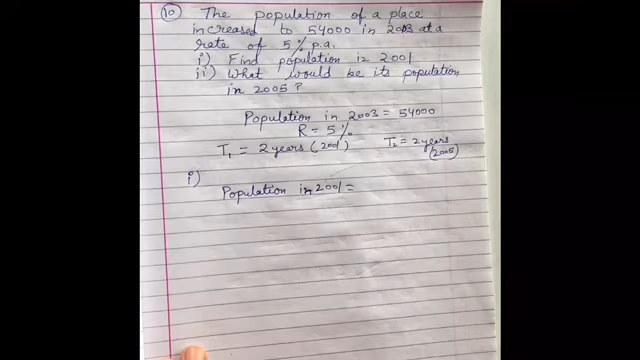 10 The population of a place
increased to 54000 in 2003 at a
rate of 5% p.a.
i) Find population in 2001
ii) What would be its population
in 2005?
Population in 2003 = 54000
R = 5%
T1 = 2 years (2001) T2 = 2 years (2005)
i)
Population in 2001 =